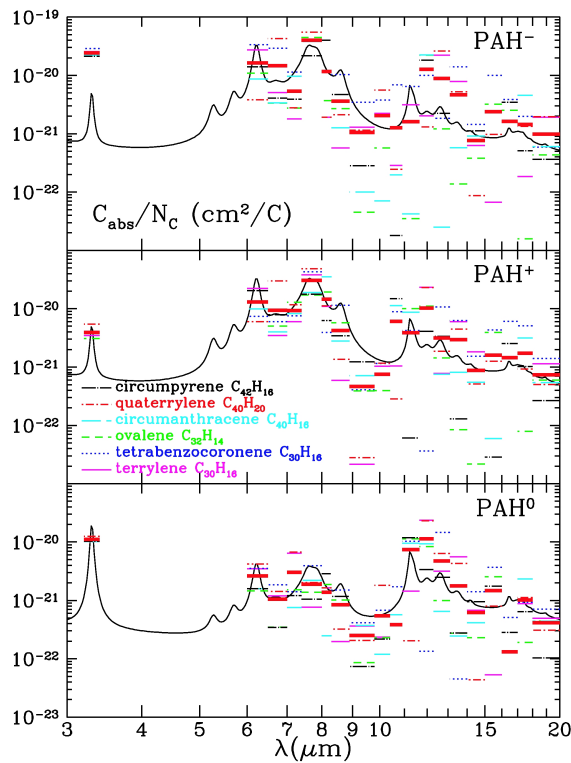 10⁻¹⁹
PAH⁻
10⁻²⁰
10⁻²¹
10⁻²²
C_abs/N_C (cm²/C)
PAH⁺
10⁻²⁰
10⁻²¹
circumpyrene C₄₂H₁₆
quaterrylene C₄₀H₂₀
circumanthracene C₄₀H₁₆
10⁻²²
ovalene C₃₂H₁₄
tetrabenzocoronene C₃₀H₁₆
terrylene C₃₀H₁₆
PAH⁰
10⁻²⁰
10⁻²¹
10⁻²²
10⁻²³
3 4 5 6 7 8 9 10 15 20
λ(μm)